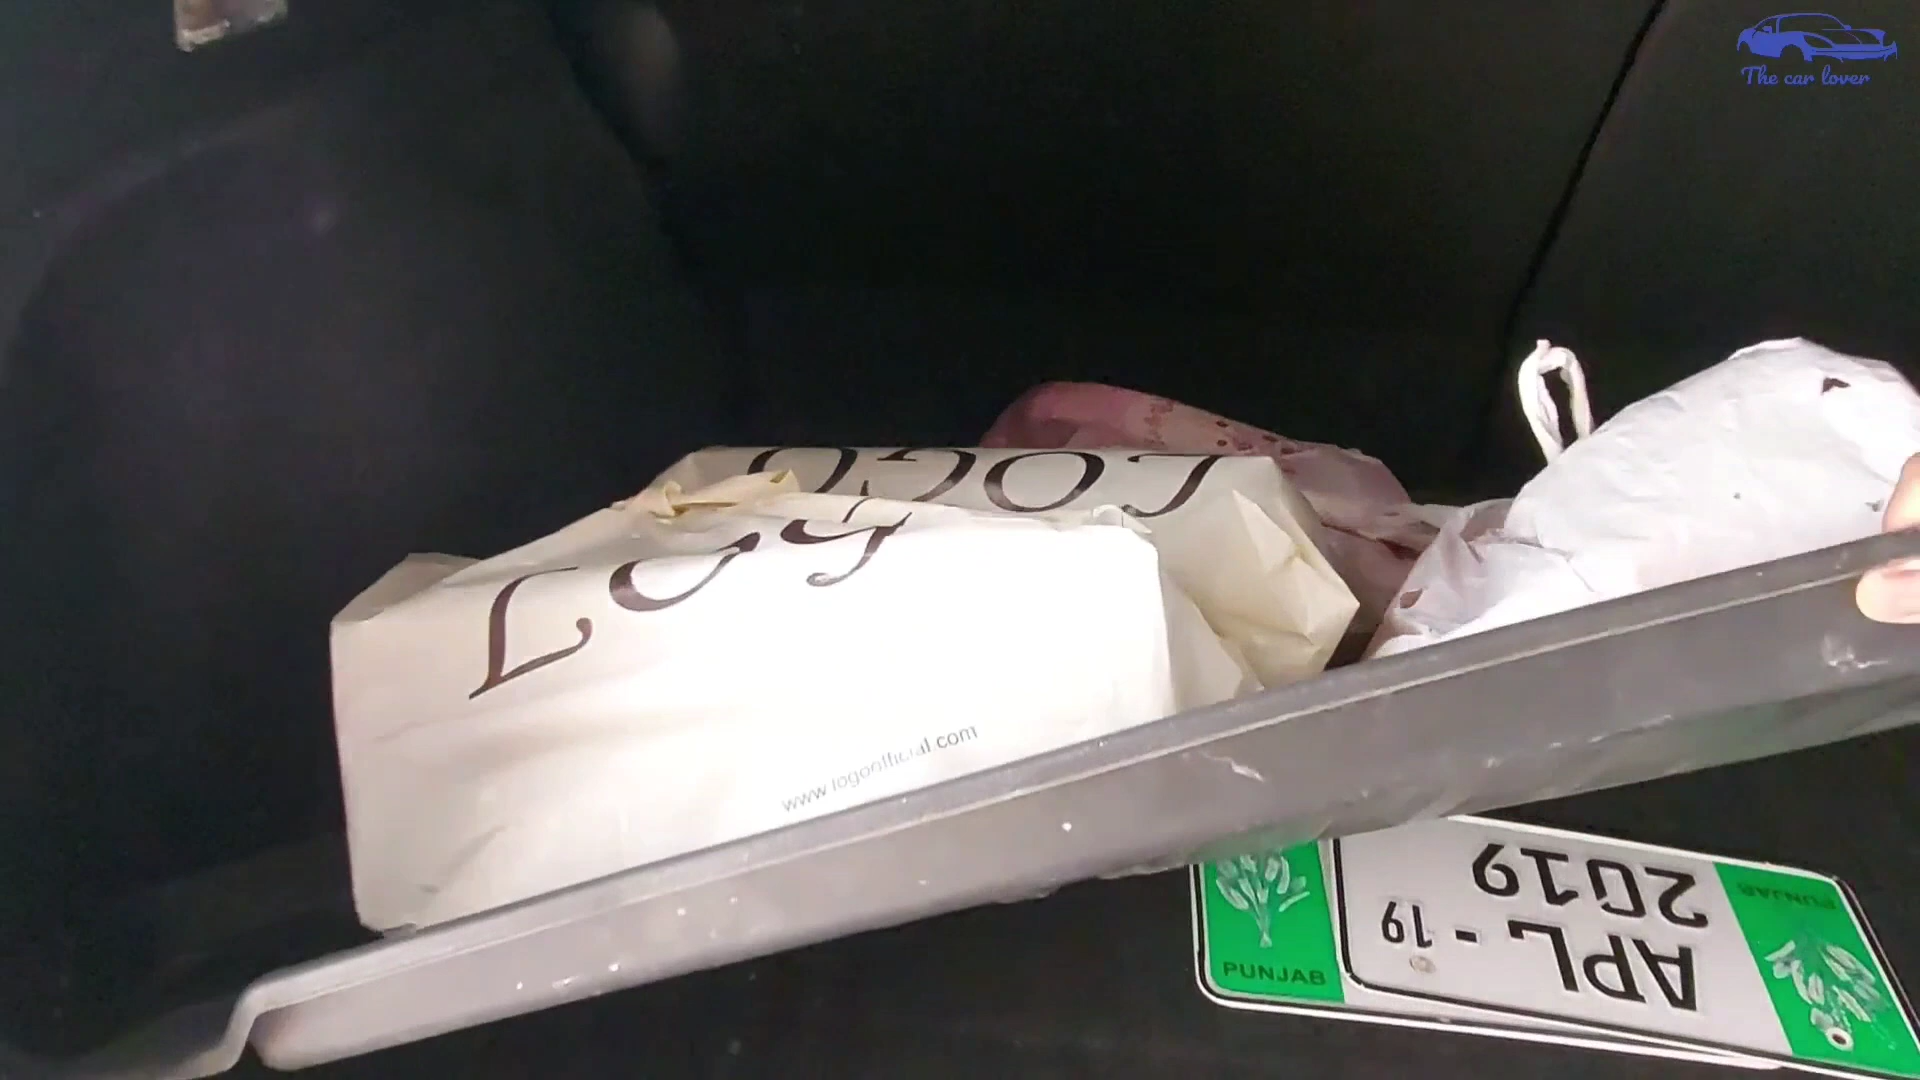 The car lover
LOGO
LOGO
www.logoofficial.com
PUNJAB
APL - 19
2019
PUNJAB